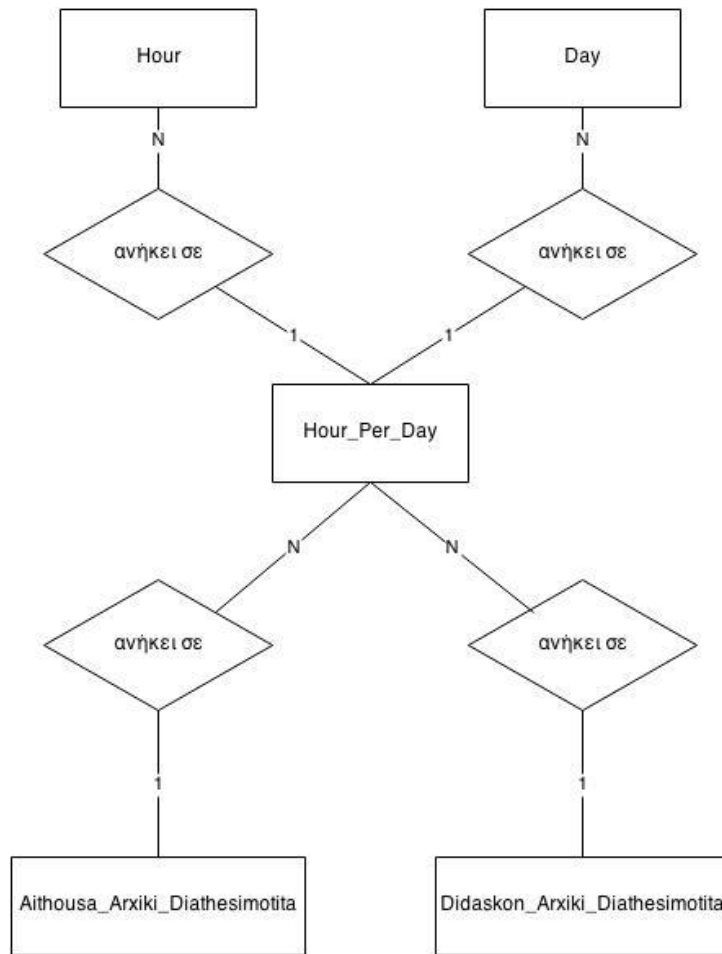 Hour
Day
N
N
ανήκει σε
ανήκει σε
1
1
Hour_Per_Day
N
N
ανήκει σε
ανήκει σε
1
1
Aithousa_Arxiki_Diathesimotita
Didaskon_Arxiki_Diathesimotita